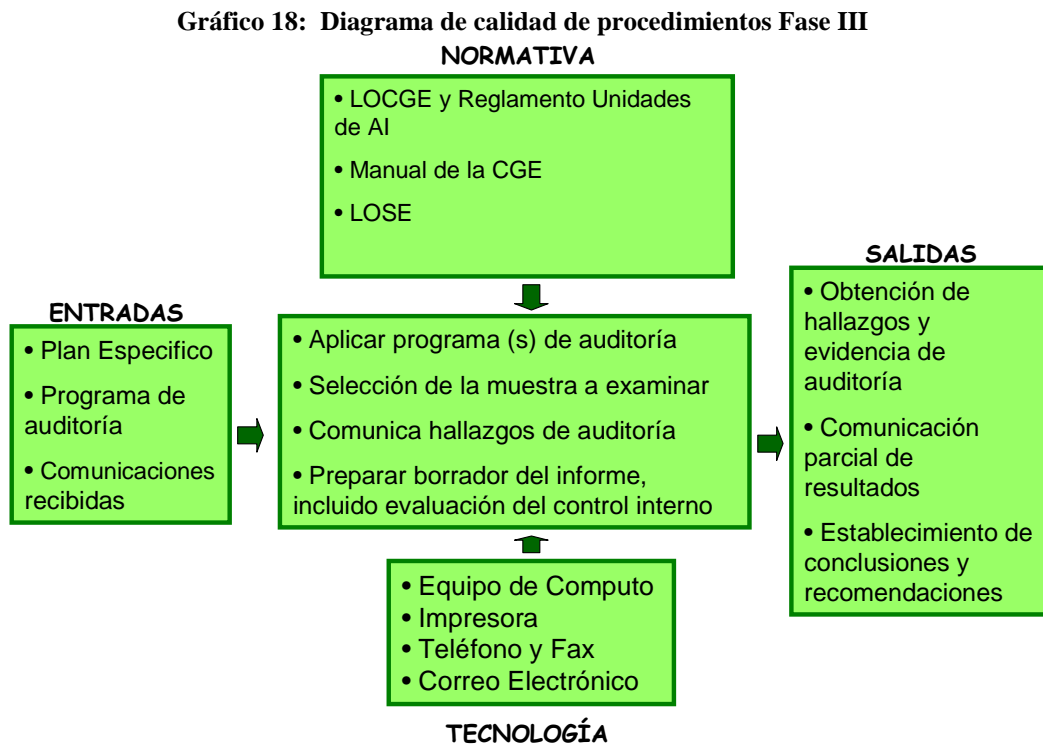 Gráfico 18:  Diagrama de calidad de procedimientos Fase III
NORMATIVA
• LOCGE y Reglamento Unidades
de AI
• Manual de la CGE
• LOSE
ENTRADAS
• Plan Especifico
• Programa de
auditoría
• Comunicaciones
recibidas
• Aplicar programa (s) de auditoría
• Selección de la muestra a examinar
• Comunica hallazgos de auditoría
• Preparar borrador del informe,
incluido evaluación del control interno
SALIDAS
• Obtención de
hallazgos y
evidencia de
auditoría
• Comunicación
parcial de
resultados
• Establecimiento de
conclusiones y
recomendaciones
• Equipo de Computo
• Impresora
• Teléfono y Fax
• Correo Electrónico
TECNOLOGÍA